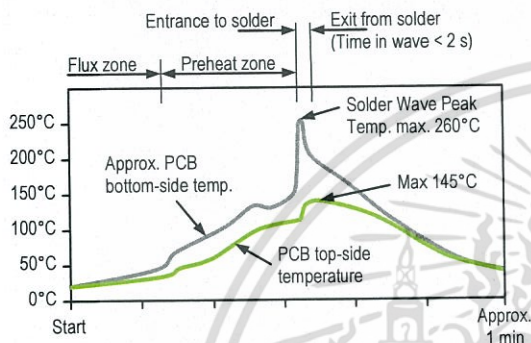 Entrance to solder
Exit from solder
(Time in wave < 2 s)
Flux zone
Preheat zone
250°C
200°C
150°C
100°C
50°C
0°C
Solder Wave Peak
Temp. max. 260°C
Approx. PCB
bottom-side temp.
Max 145°C
PCB top-side
temperature
Start
Approx.
1 min